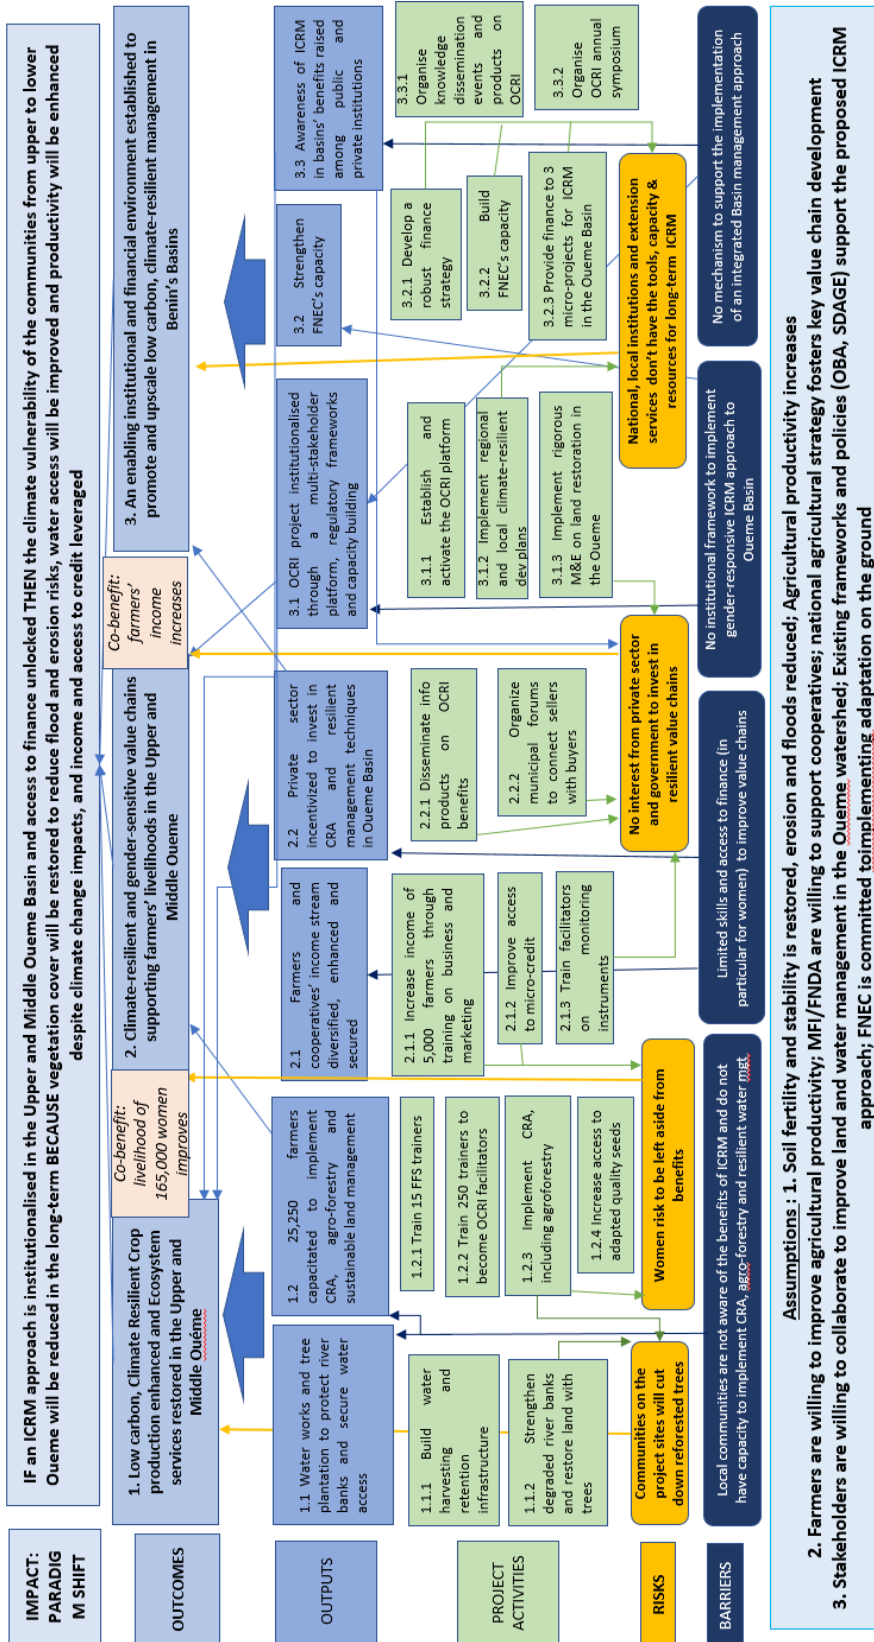 IMPACT:
PARADIG
M SHIFT
IF an ICRM approach is institutionalised in the Upper and Middle Oueme Basin and access to finance unlocked THEN the climate vulnerability of the communities from upper to lower
Oueme will be reduced in the long-term BECAUSE vegetation cover will be restored to reduce flood and erosion risks, water access will be improved and productivity will be enhanced
despite climate change impacts, and income and access to credit leveraged
OUTCOMES
1. Low carbon, Climate Resilient Crop
production enhanced and Ecosystem
services restored in the Upper and
Middle Ouéme
Co-benefit:
livelihood of
165,000 women
improves
2. Climate-resilient and gender-sensitive value chains
supporting farmers' livelihoods in the Upper and
Middle Oueme
Co-benefit:
farmers'
income
increases
3. An enabling institutional and financial environment established to
promote and upscale low carbon, climate-resilient management in
Benin's Basins
OUTPUTS
1.1 Water works and tree
plantation to protect river
banks and secure water
access
1.2 25,250 farmers
capacitated to implement
CRA, agro-forestry and
sustainable land management
2.1 Farmers and
cooperatives' income stream
diversified, enhanced and
secured
2.2 Private sector
incentivized to invest in
CRA and resilient
management techniques
in Oueme Basin
3.1 OCRI project institutionalised
through a multi-stakeholder
platform, regulatory frameworks
and capacity building
3.2 Strengthen
FNEC's capacity
3.3 Awareness of ICRM
in basins' benefits raised
among public and
private institutions
PROJECT
ACTIVITIES
1.1.1 Build water
harvesting and
retention
infrastructure
1.1.2 Strengthen
degraded river banks
and restore land with
trees
1.2.1 Train 15 FFS trainers
1.2.2 Train 250 trainers to
become OCRI facilitators
1.2.3 Implement CRA,
including agroforestry
1.2.4 Increase access to
adapted quality seeds
2.1.1 Increase income of
5,000 farmers through
training on business and
marketing
2.1.2 Improve access
to micro-credit
2.1.3 Train facilitators
on monitoring
instruments
2.2.1 Disseminate info
products on OCRI
benefits
2.2.2 Organize
municipal forums
to connect sellers
with buyers
3.1.1 Establish and
activate the OCRI platform
3.1.2 Implement regional
and local climate-resilient
dev plans
3.1.3 Implement rigorous
M&E on land restoration in
the Oueme
3.2.1 Develop a
robust finance
strategy
3.2.2 Build
FNEC's capacity
3.2.3 Provide finance to 3
micro-projects for ICRM
in the Oueme Basin
3.3.1
Organise
knowledge
dissemination
events and
products on
OCRI
3.3.2
Organise
OCRI annual
symposium
RISKS
Communities on the
project sites will cut
down reforested trees
Women risk to be left aside from
benefits
No interest from private sector
and government to invest in
resilient value chains
National, local institutions and extension
services don't have the tools, capacity &
resources for long-term ICRM
BARRIERS
Local communities are not aware of the benefits of ICRM and do not
have capacity to implement CRA, agro-forestry and resilient water mgt.
Limited skills and access to finance (in
particular for women) to improve value chains
No institutional framework to implement
gender-responsive ICRM approach to
Oueme Basin
No mechanism to support the implementation
of an integrated Basin management approach
Assumptions : 1. Soil fertility and stability is restored, erosion and floods reduced; Agricultural productivity increases
2. Farmers are willing to improve agricultural productivity; MFI/FNDA are willing to support cooperatives; national agricultural strategy fosters key value chain development
3. Stakeholders are willing to collaborate to improve land and water management in the Oueme watershed; Existing frameworks and policies (OBA, SDAGE) support the proposed ICRM
approach; FNEC is committed toimplementing adaptation on the ground